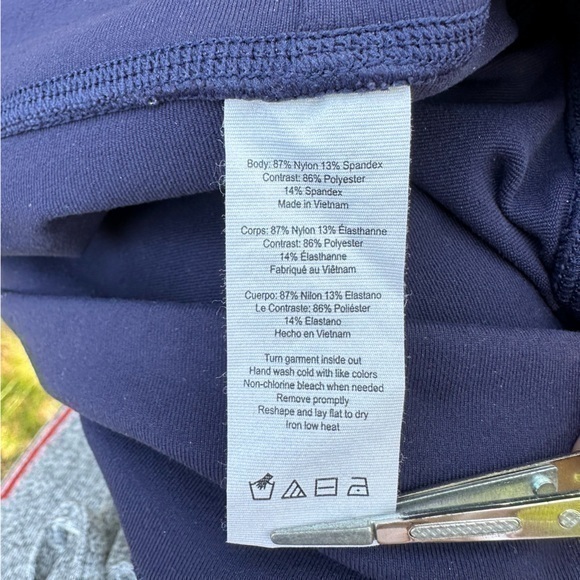 Body: 87% Nylon 13% Spandex
Contrast: 86% Polyester
14% Spandex
Made in Vietnam
Corps: 87% Nylon 13% Élasthanne
Contrast: 86% Polyester
14% Élasthanne
Fabriqué au Viêtnam
Cuerpo: 87% Nilon 13% Elastano
Le Contraste: 86% Poliéster
14% Elastano
Hecho en Vietnam
Turn garment inside out
Hand wash cold with like colors
Non-chlorine bleach when needed
Remove promptly
Reshape and lay flat to dry
Iron low heat